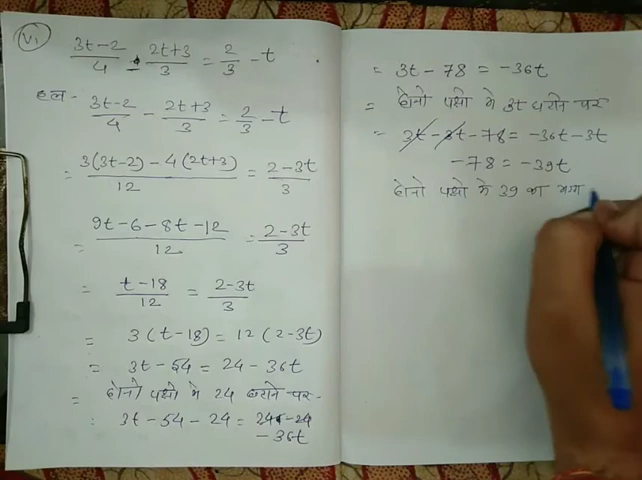 VI
3t-2/4 - 2t+3/3 = 2/3 - t
हल - 3t-2/4 - 2t+3/3 = 2/3 - t
= 3(3t-2) - 4(2t+3)/12 = 2-3t/3
= 9t-6-8t-12/12 = 2-3t/3
= t-18/12 = 2-3t/3
= 3(t-18) = 12(2-3t)
= 3t-54 = 24-36t
= दोनो पक्षो मे 24 घटाने पर-
: 3t-54-24 = 24-24
-36t
= 3t-78 = -36t
= दोनो पक्षो मे 3t घटाने पर
= 3t-3t-78 = -36t-3t
-78 = -39t
दोनो पक्षो मे 39 का भाग